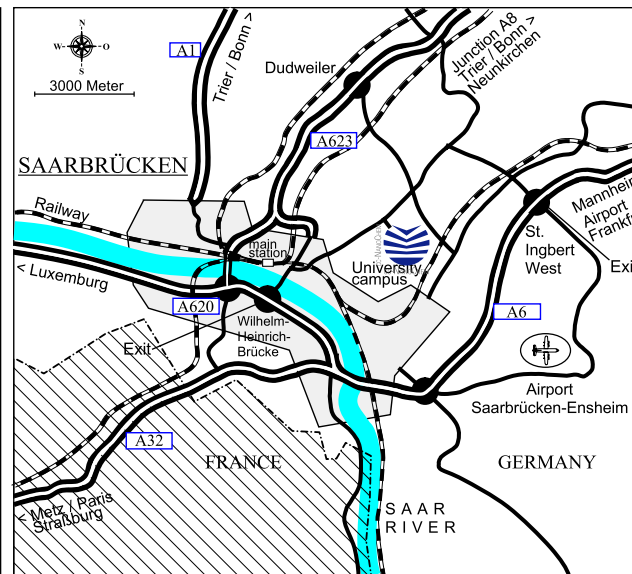 N
W
O
S
3000 Meter
A1
Trier / Bonn >
Dudweiler
Junction A8
Trier / Bonn >
Neunkirchen
A623
SAARBRÜCKEN
Railway
main
station
University
campus
St.
Ingbert
West
Mannheim
Airport
Frankf
Exi
< Luxemburg
A620
A6
Wilhelm-
Heinrich-
Brücke
Exit
Airport
Saarbrücken-Ensheim
A32
FRANCE
GERMANY
< Metz / Paris
Straßburg
SAAR
RIVER